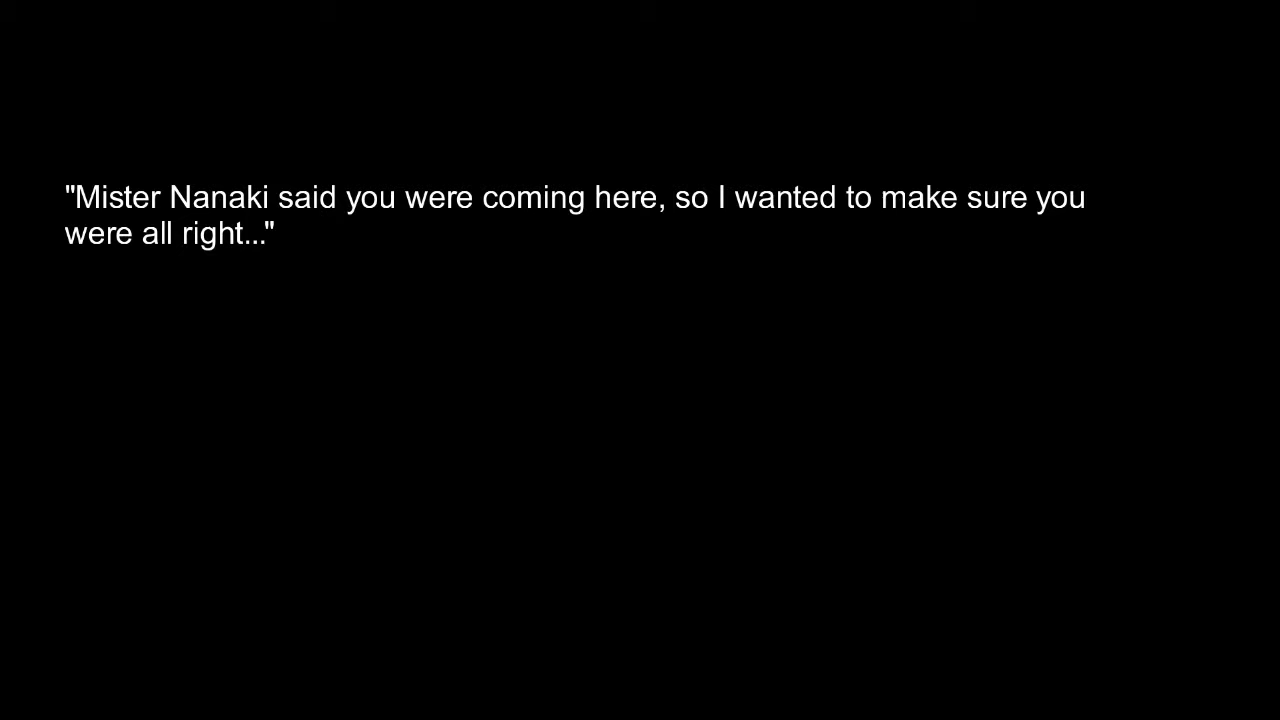 "Mister Nanaki said you were coming here, so I wanted to make sure you
were all right..."